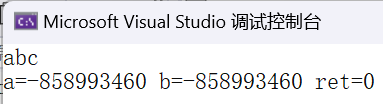 Microsoft Visual Studio 调试控制台
abc
a=-858993460 b=-858993460 ret=0